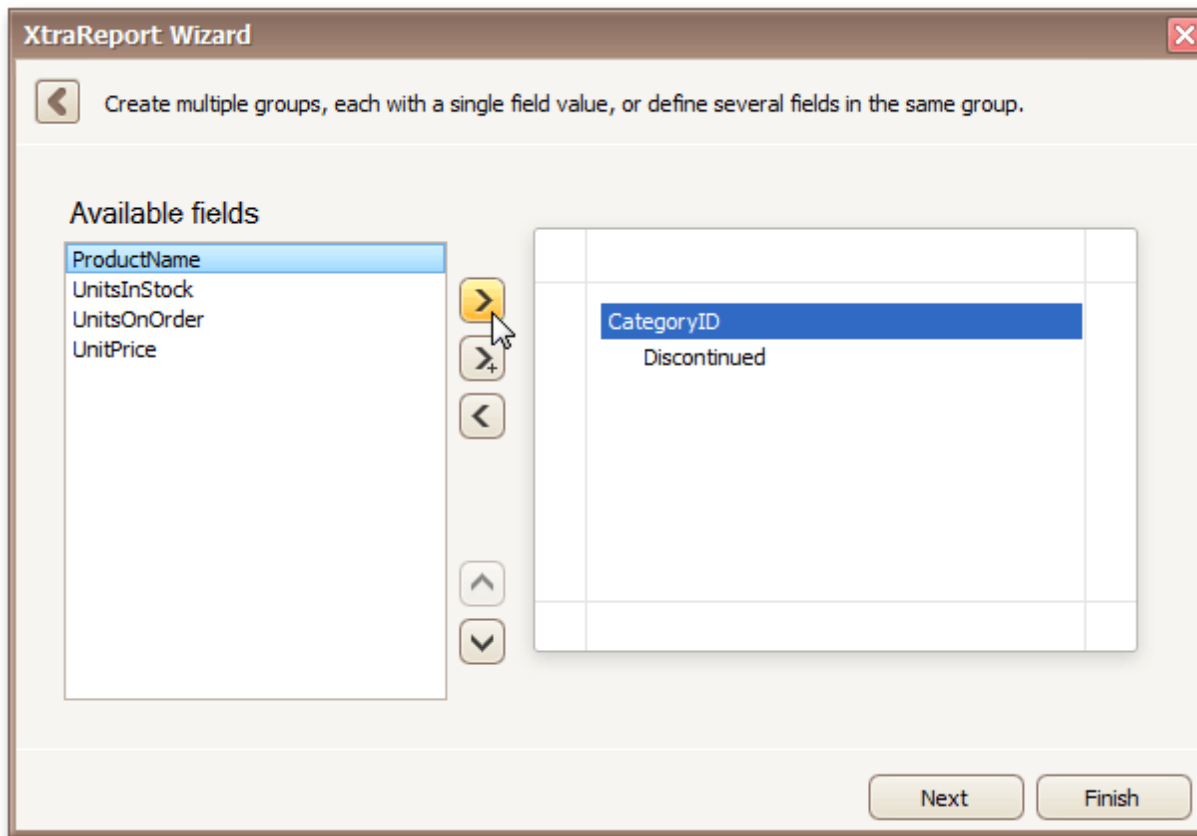 XtraReport Wizard
Create multiple groups, each with a single field value, or define several fields in the same group.
Available fields
ProductName
UnitsInStock
UnitsOnOrder
UnitPrice
CategoryID
Discontinued
Next
Finish